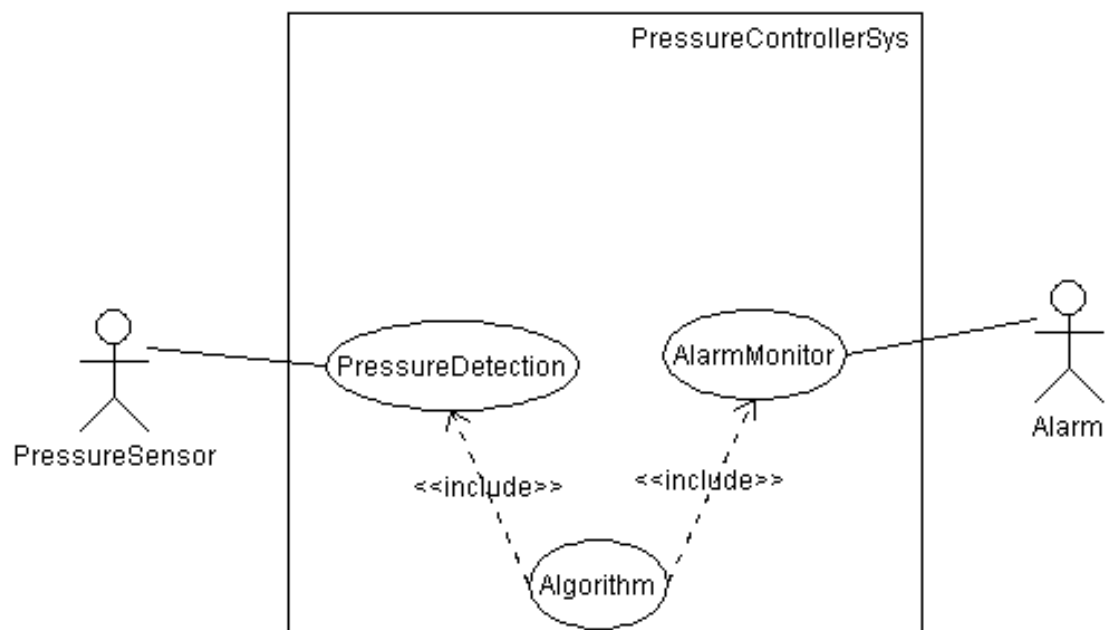 PressureControllerSys
PressureDetection
AlarmMonitor
PressureSensor
Alarm
<<include>>
<<include>>
Algorithm